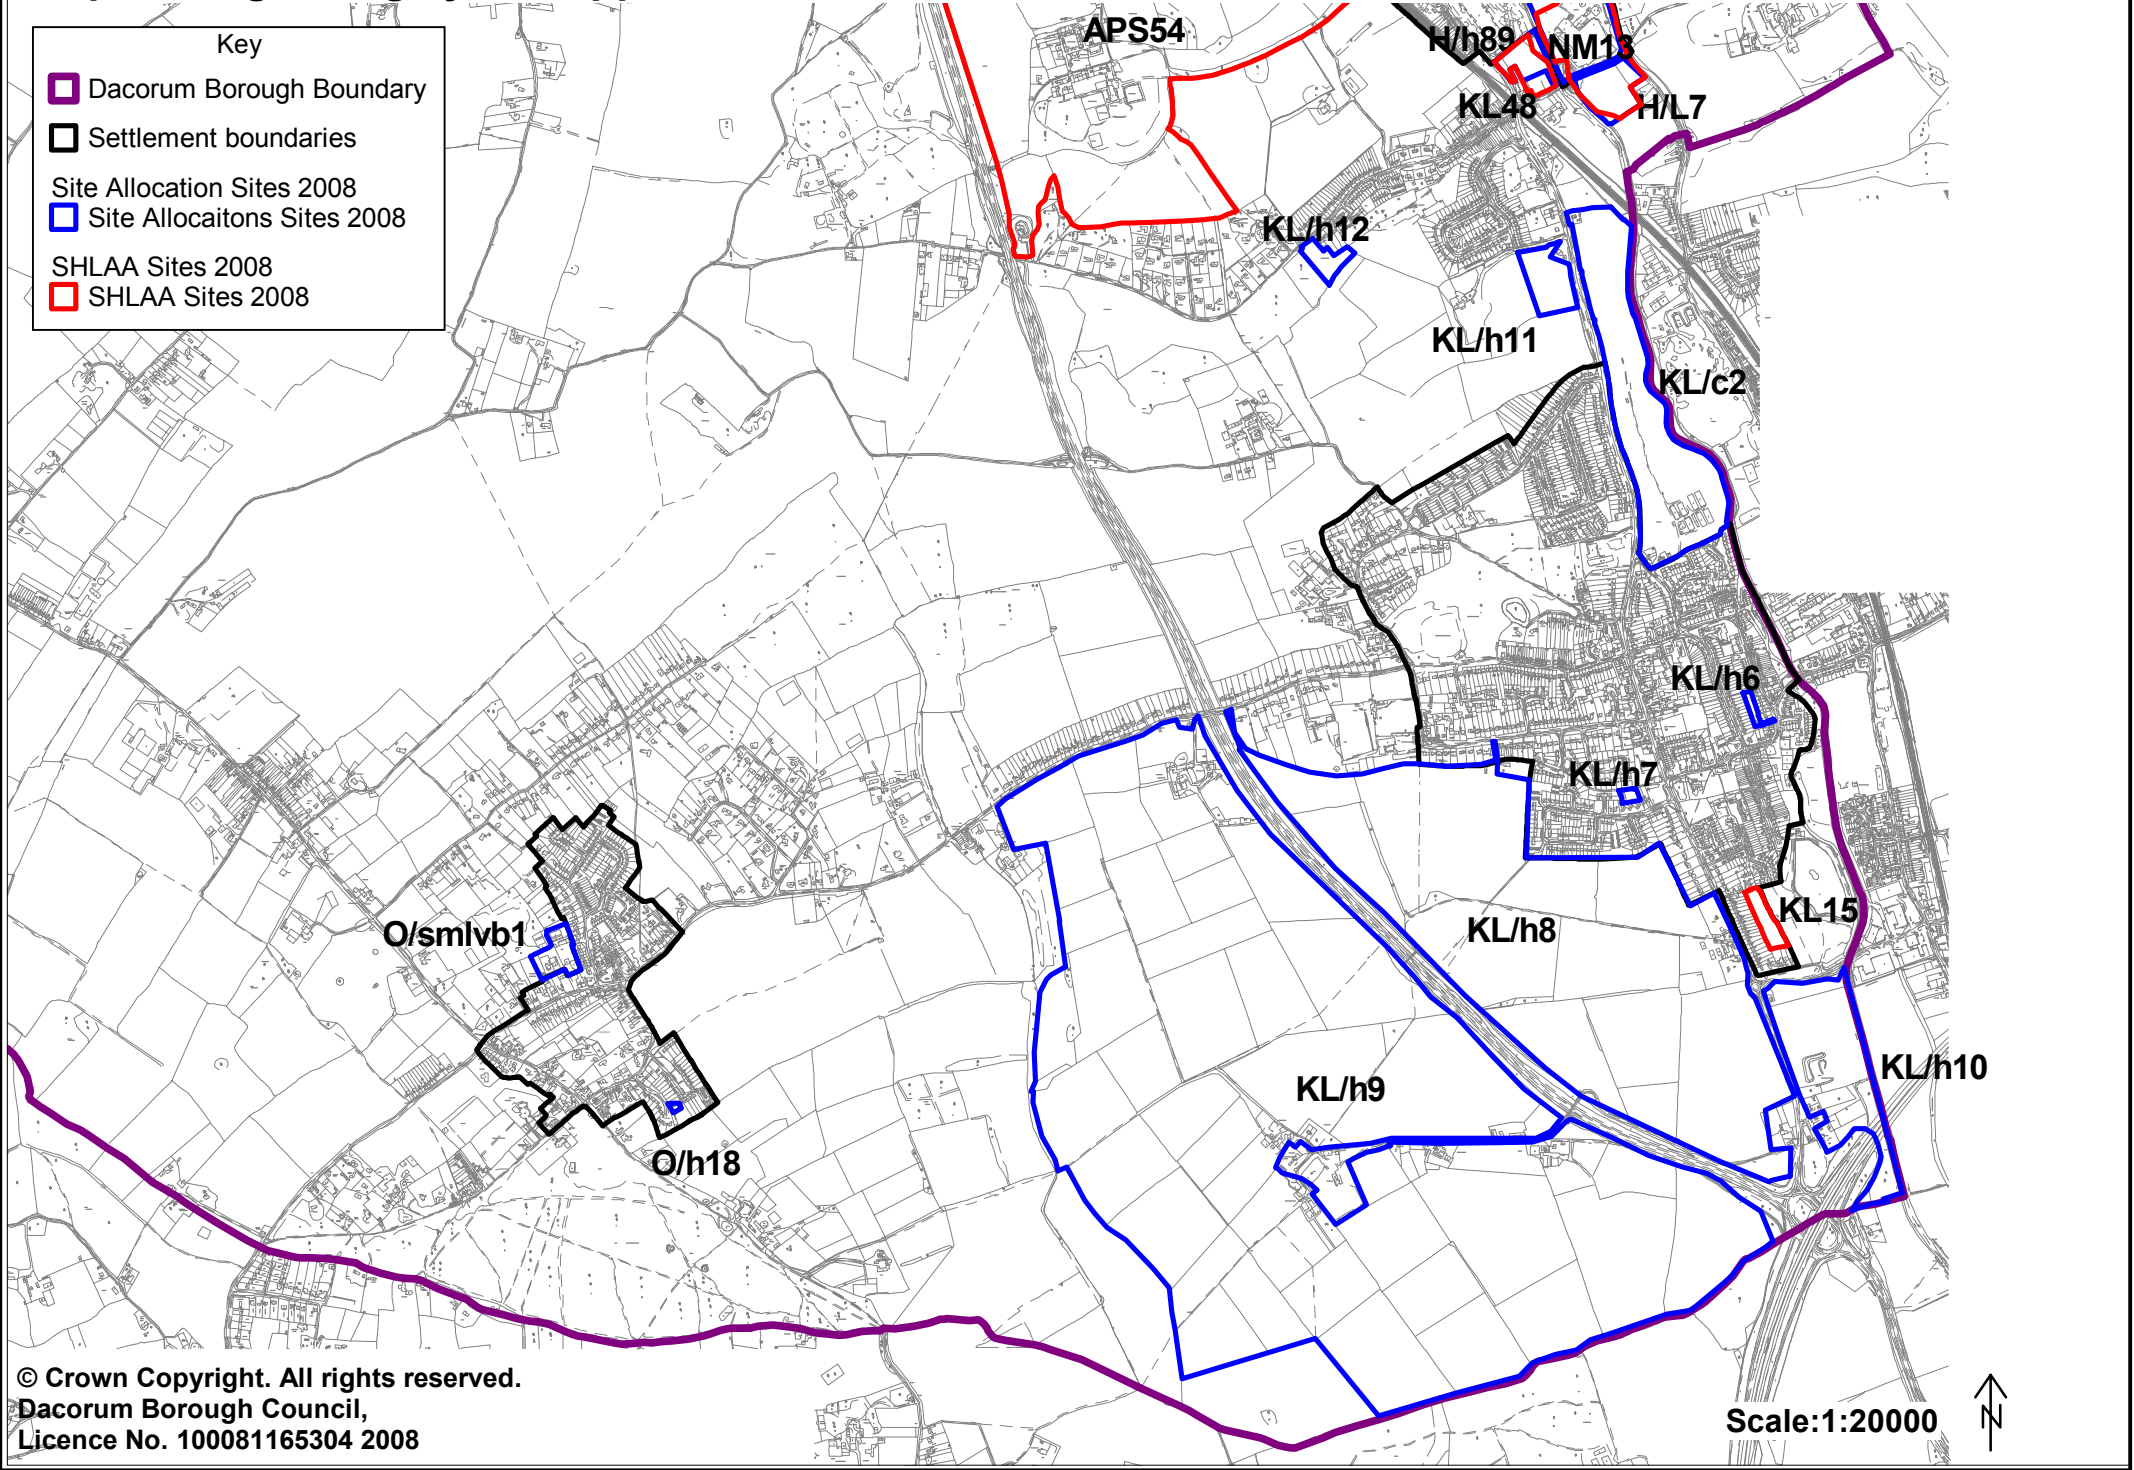 Key
Dacorum Borough Boundary
Settlement boundaries
Site Allocation Sites 2008
Site Allocaitons Sites 2008
SHLAA Sites 2008
SHLAA Sites 2008
APS54
H/h89
NM13
KL48
H/L7
KL/h12
KL/h11
KL/c2
KL/h6
KL/h7
KL15
O/smlvb1
KL/h8
KL/h10
KL/h9
O/h18
© Crown Copyright. All rights reserved.
Dacorum Borough Council,
Licence No. 100081165304 2008
Scale:1:20000
N